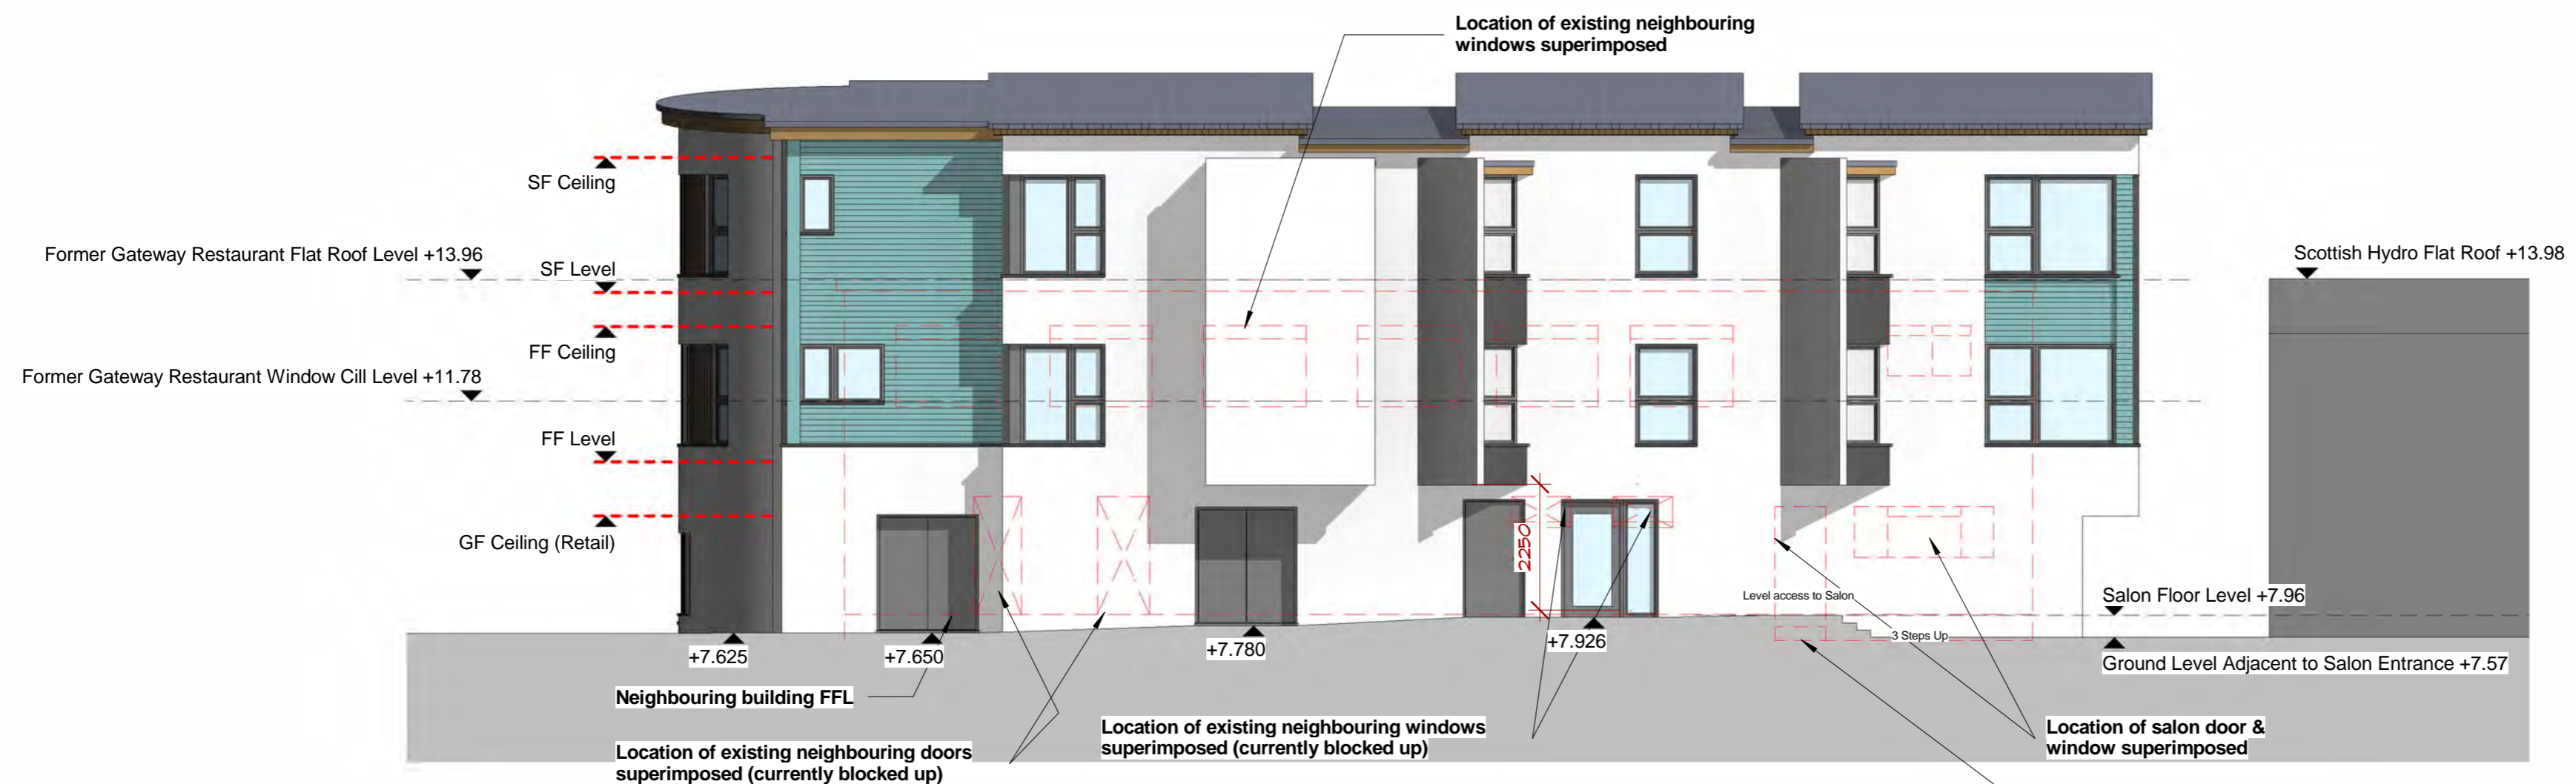 Location of existing neighbouring
windows superimposed
SF Ceiling
Former Gateway Restaurant Flat Roof Level +13.96
SF Level
Scottish Hydro Flat Roof +13.98
FF Ceiling
Former Gateway Restaurant Window Cill Level +11.78
FF Level
GF Ceiling (Retail)
2250
Level access to Salon
Salon Floor Level +7.96
3 Steps Up
+7.625
+7.650
+7.780
+7.926
Ground Level Adjacent to Salon Entrance +7.57
Neighbouring building FFL
Location of existing neighbouring doors
superimposed (currently blocked up)
Location of existing neighbouring windows
superimposed (currently blocked up)
Location of salon door &
window superimposed